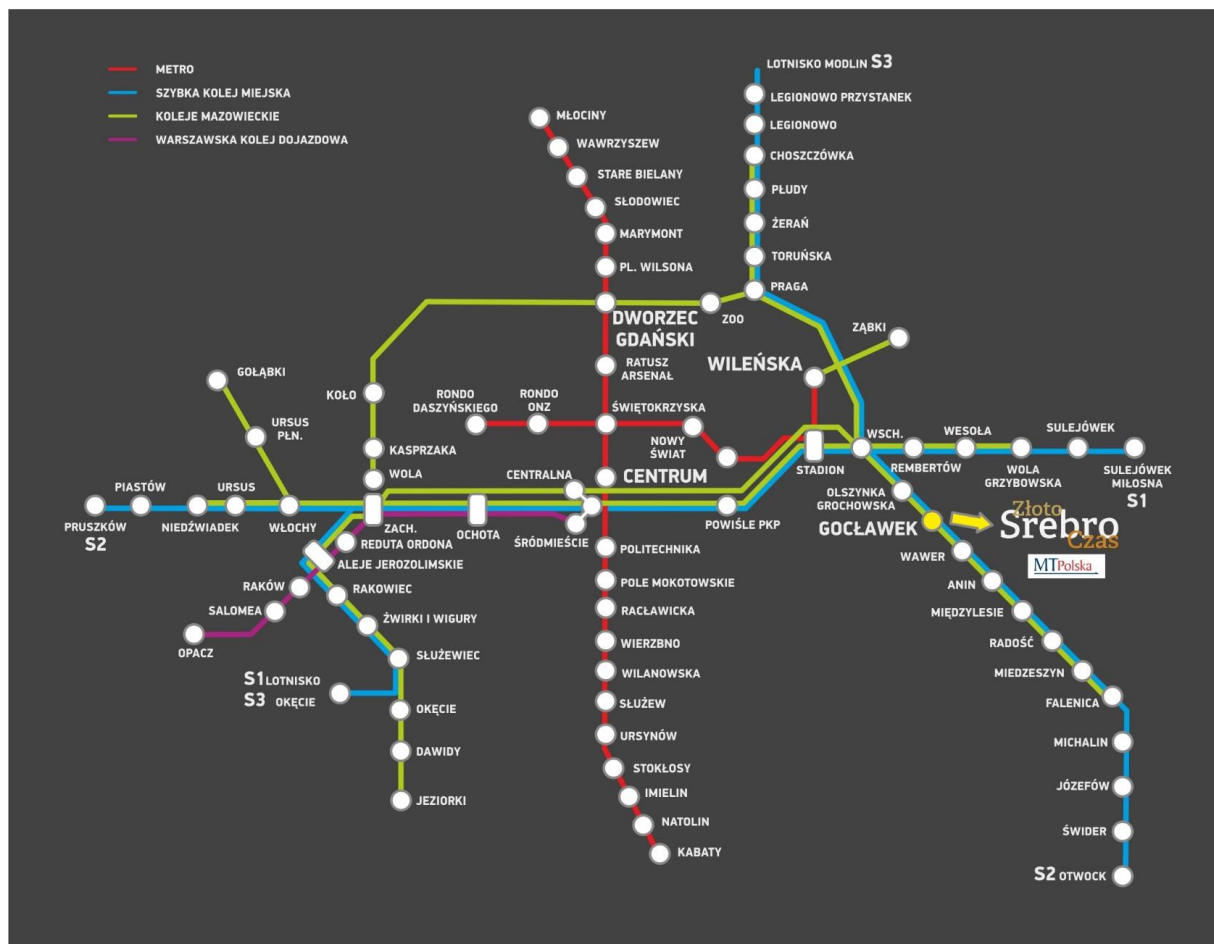 METRO
SZYBKA KOLEJ MIEJSKA
KOLEJE MAZOWIECKIE
WARSZAWSKA KOLEJ DOJAZDOWA
LOTNISKO MODLIN S3
LEGIONOWO PRZYSTANEK
LEGIONOWO
CHOSZCZÓWKA
PŁUDY
ŻERAŃ
TORUŃSKA
PRAGA
MŁOCINY
WAWRZYSZEW
STARE BIELANY
SŁODOWIEC
MARYMONT
PL. WILSONA
DWORZEC
GDAŃSKI
ZOO
RATUSZ
ARSENAŁ
ZĄBKI
WILEŃSKA
GOŁĄBKI
URSUS
PŁN.
KOŁO
KASPRZAKA
WOLA
RONDO
DASZYŃSKIEGO
RONDO
ONZ
ŚWIĘTOKRZYSKA
NOWY
ŚWIAT
CENTRALNA
CENTRUM
STADION
WSCH.
REMBERTÓW
WESOŁA
WOLA
GRZYBOWSKA
SULEJÓWEK
SULEJÓWEK
MIŁOSNA
S1
PRUSZKÓW
S2
PIASTÓW
NIEDŹWIADEK
URSUS
WŁOCHY
ZACH.
OCHOTA
ŚRÓDMIEŚCIE
POWIŚLE PKP
OLSZYNKA
GROCHOWSKA
GOCŁAWEK
Złoto
Srebro
Czas
MTPolska
REDUTA ORDONA
ALEJE JEROZOLIMSKIE
RAKÓW
SALOMEA
OPACZ
RAKOWIEC
ŻWIRKI I WIGURY
SŁUŻEWIEC
S1 LOTNISKO
S3 OKĘCIE
OKĘCIE
DAWIDY
JEZIORKI
POLITECHNIKA
POLE MOKOTOWSKIE
RACŁAWICKA
WIERZBNO
WILANOWSKA
SŁUŻEW
URSYNÓW
STOKŁOSY
IMIELIN
NATOLIN
KABATY
WAWER
ANIN
MIĘDZYLESIE
RADOŚĆ
MIEDZESZYN
FALENICA
MICHALIN
JÓZEFÓW
ŚWIDER
S2 OTWOCK